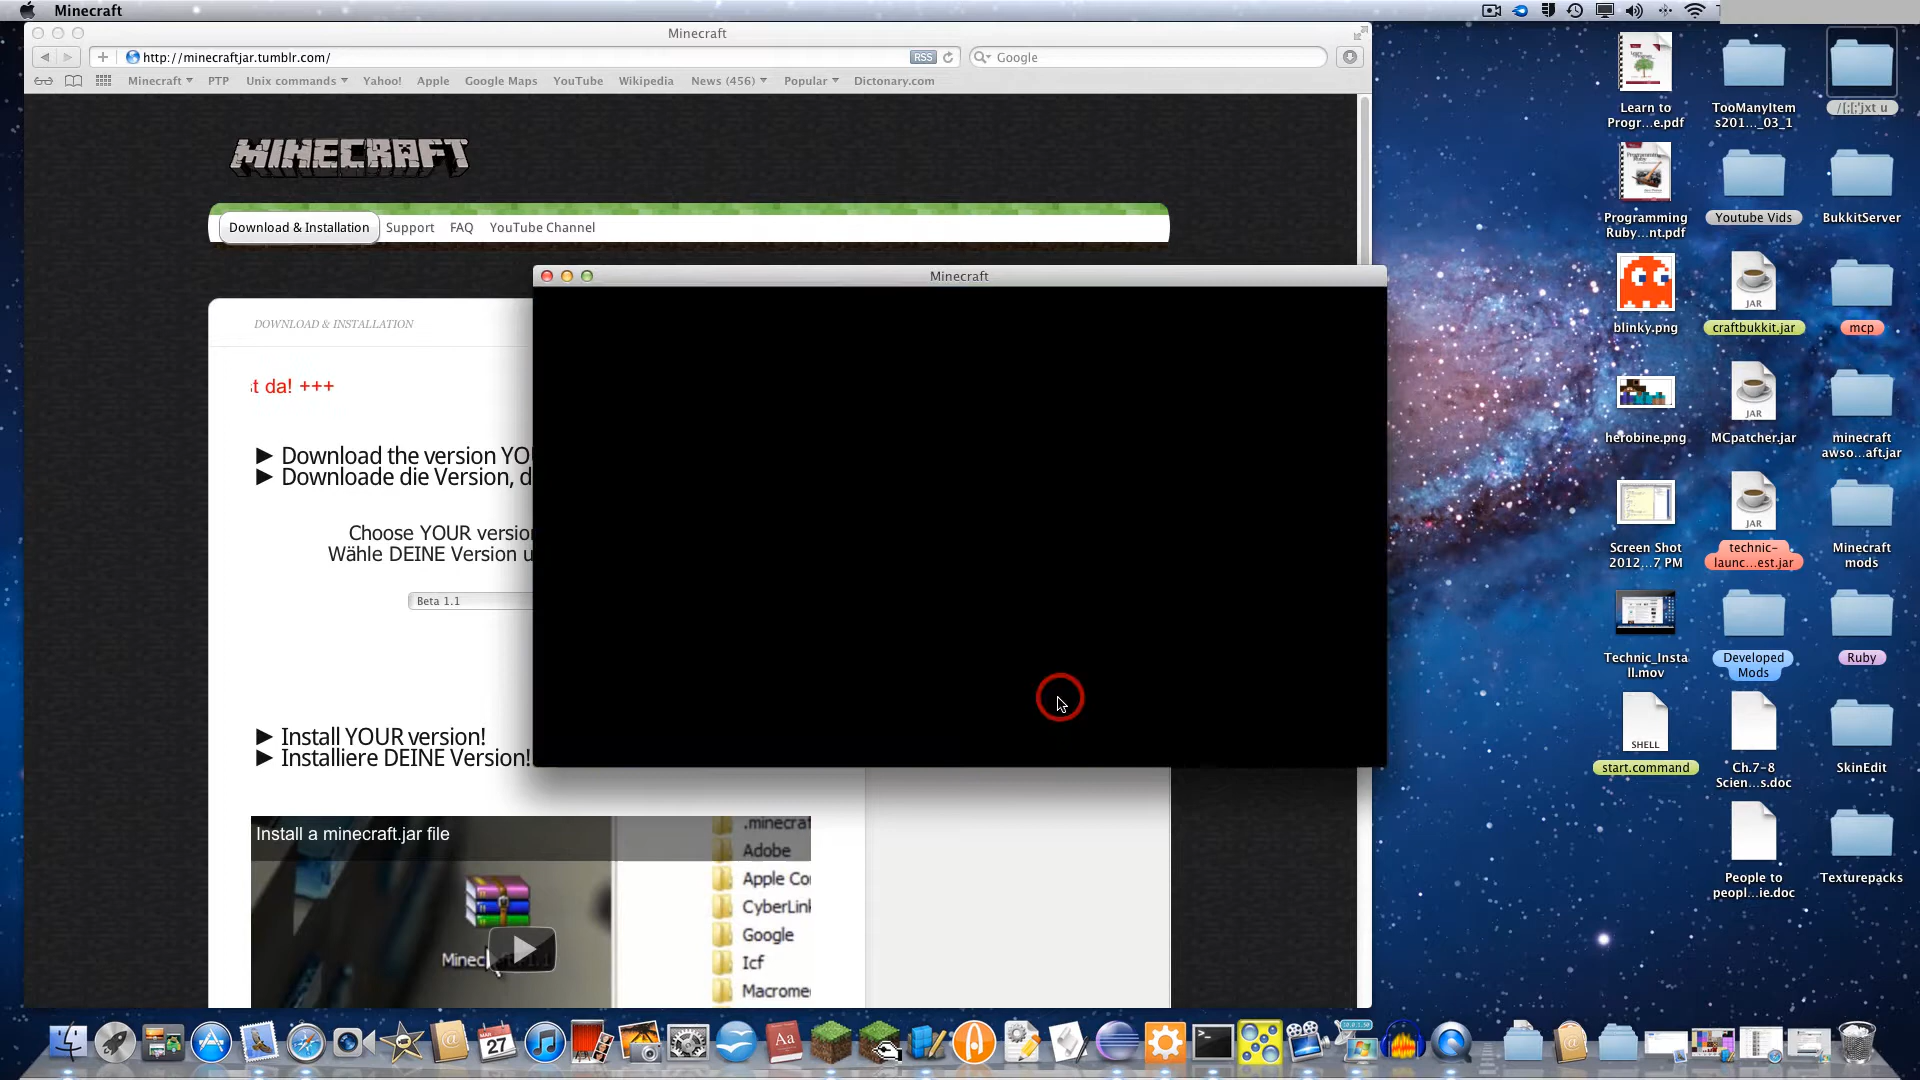 Minecraft
Minecraft
http://minecraftjar.tumblr.com/
RSS
Google
Minecraft
PTP
Unix commands
Yahoo!
Apple
Google Maps
YouTube
Wikipedia
News (456)
Popular
Dictonary.com
MINECRAFT
Download & Installation
Support
FAQ
YouTube Channel
Minecraft
DOWNLOAD & INSTALLATION
t da! +++
► Download the version YO
► Downloade die Version, d
Choose YOUR version
Wähle DEINE Version u
Beta 1.1
► Install YOUR version!
► Installiere DEINE Version!
Install a minecraft.jar file
.minecraf
Adobe
Apple Co
CyberLink
Google
Icf
Macrome
Minec
Learn to
Progr...e.pdf
TooManyItem
s201..._03_1
/[;[;'jxt u
Programming
Ruby...nt.pdf
Youtube Vids
BukkitServer
blinky.png
JAR
craftbukkit.jar
mcp
herobine.png
JAR
MCpatcher.jar
minecraft
awso...aft.jar
Screen Shot
2012...7 PM
JAR
technic-
launc...est.jar
Minecraft
mods
Technic_Insta
ll.mov
Developed
Mods
Ruby
SHELL
start.command
Ch.7-8
Scien...s.doc
SkinEdit
People to
peopl...ie.doc
Texturepacks
27
Aa